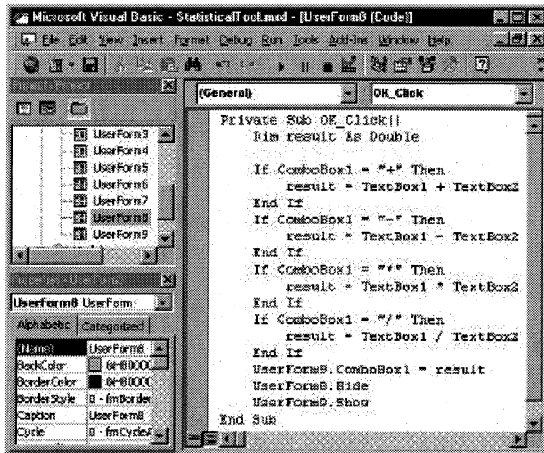 Microsoft Visual Basic - StatisticalTool.mxd - [UserForm8 (Code)]
File Edit View Insert Format Debug Run Tools Add-Ins Window Help
UserForm3
UserForm4
UserForm5
UserForm6
UserForm7
UserForm8
UserForm9
UserForm8 UserForm
Alphabetic Categorized
(Name) UserForm8
BackColor
BorderColor
BorderStyle 0 - fmBorder
Caption UserForm8
Cycle 0 - fmCycleA
(General) OK_Click
Private Sub OK_Click()
Dim result As Double
If ComboBox1 = "+" Then
result = TextBox1 + TextBox2
End If
If ComboBox1 = "-" Then
result = TextBox1 - TextBox2
End If
If ComboBox1 = "*" Then
result = TextBox1 * TextBox2
End If
If ComboBox1 = "/" Then
result = TextBox1 / TextBox2
End If
UserForm9.ComboBox1 = result
UserForm8.Hide
UserForm9.Show
End Sub